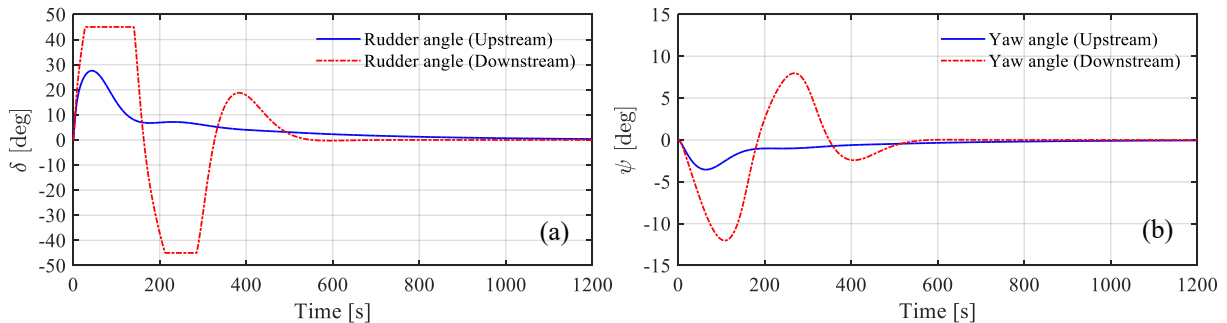 50
40
30
20
10
0
-10
-20
-30
-40
-50
δ [deg]
Rudder angle (Upstream)
Rudder angle (Downstream)
(a)
0 200 400 600 800 1000 1200
Time [s]
15
10
5
0
-5
-10
-15
ψ [deg]
Yaw angle (Upstream)
Yaw angle (Downstream)
(b)
0 200 400 600 800 1000 1200
Time [s]